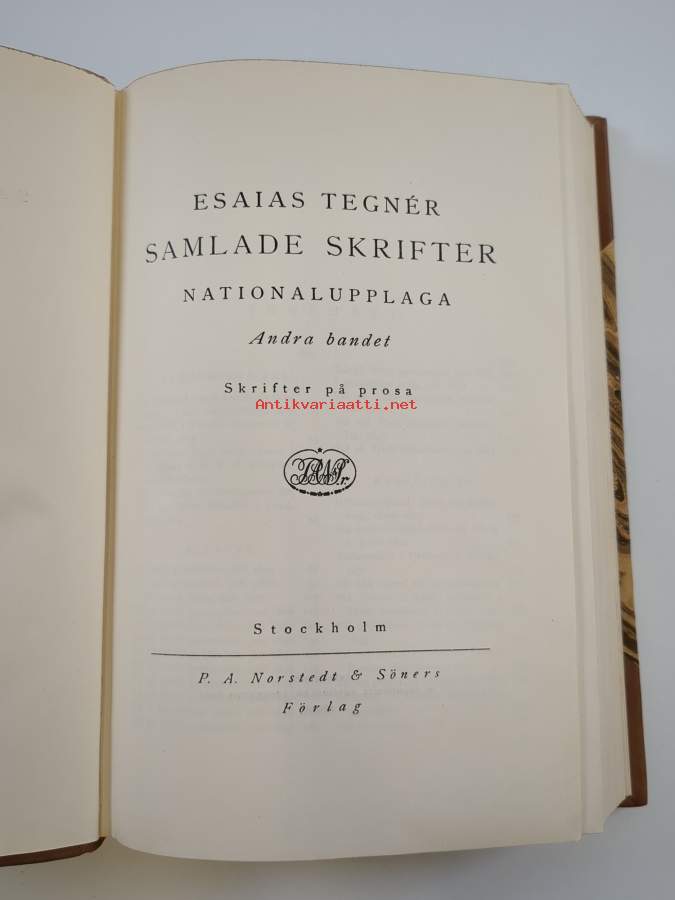 ESAIAS TEGNÉR
SAMLADE SKRIFTER
NATIONALUPPLAGA
Andra bandet
Skrifter på prosa
Antikvariaatti.net
Stockholm
P. A. Norstedt & Söners
Förlag